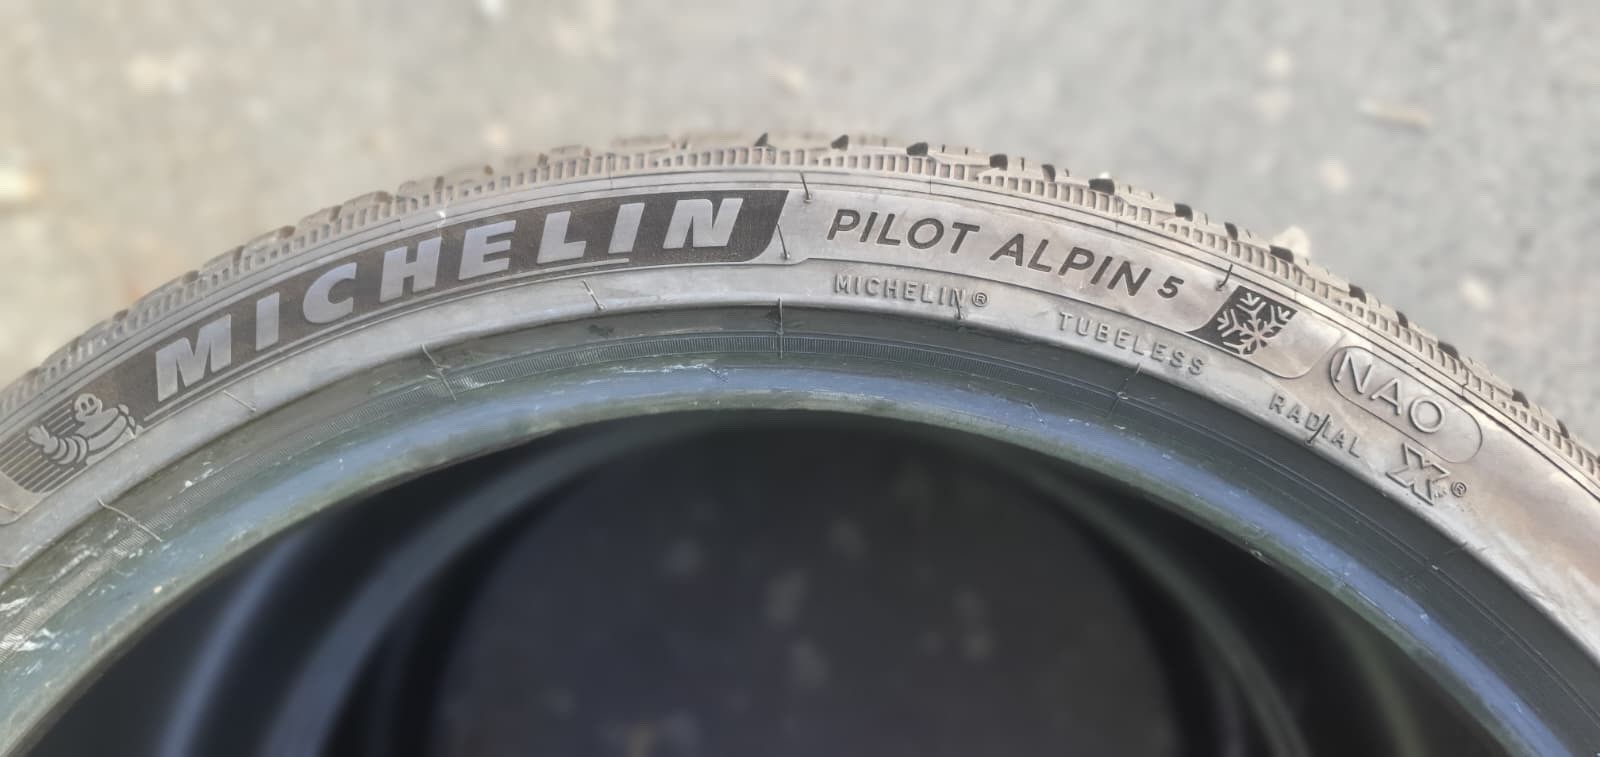 MICHELIN
PILOT ALPIN 5
MICHELIN® TUBELESS
RADIAL X®
NAO